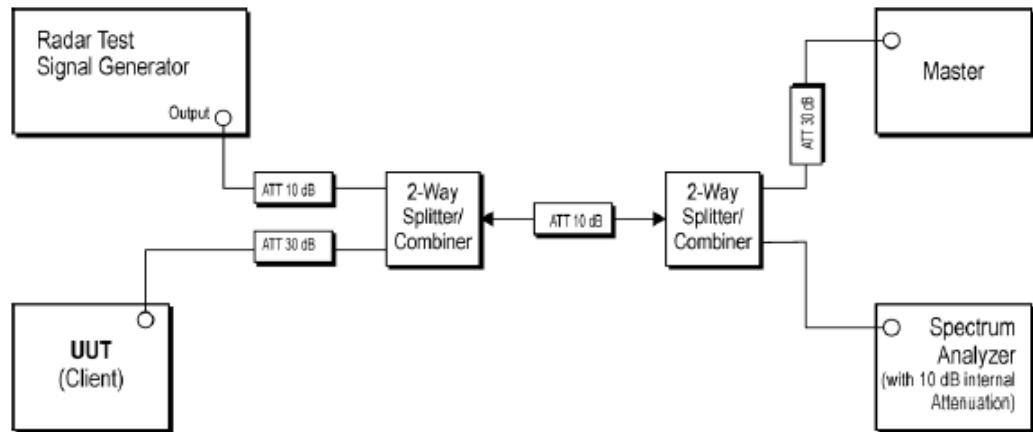 Radar Test
Signal Generator
Output
ATT 10 dB
ATT 30 dB
2-Way
Splitter/
Combiner
ATT 10 dB
2-Way
Splitter/
Combiner
ATT 30 dB
Master
UUT
(Client)
Spectrum
Analyzer
(with 10 dB internal
Attenuation)